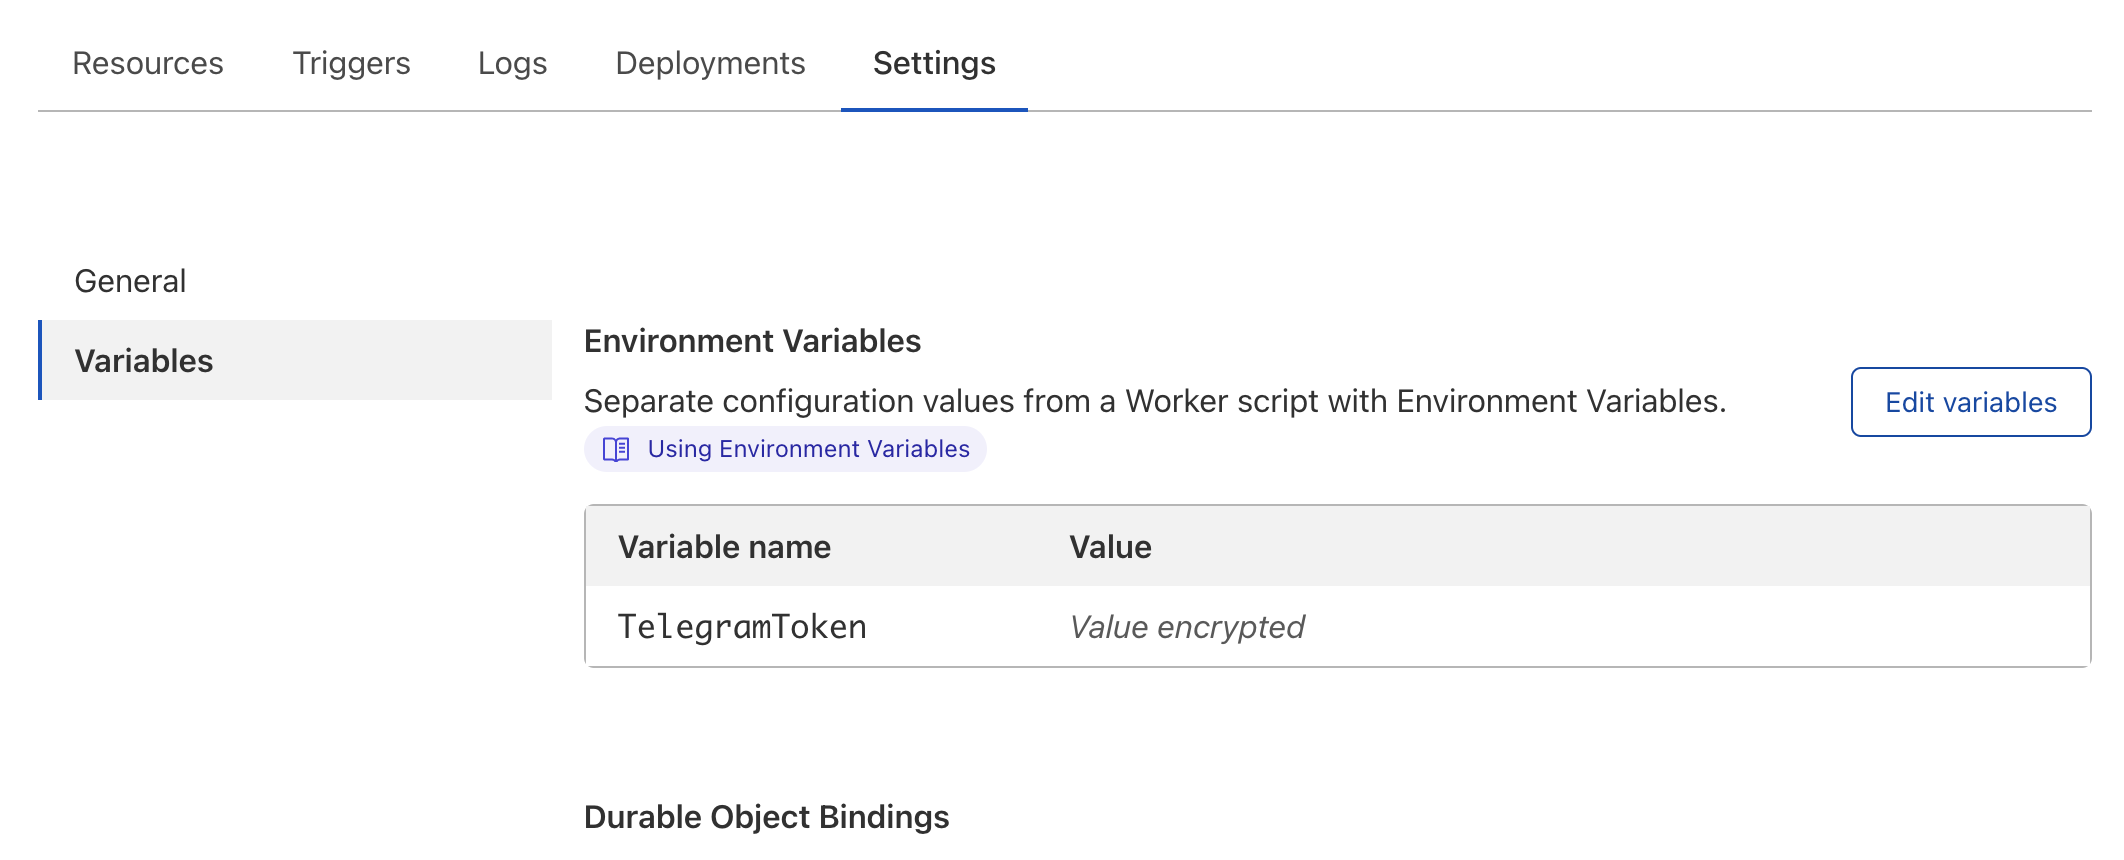 Resources Triggers Logs Deployments Settings
General
Variables
Environment Variables
Separate configuration values from a Worker script with Environment Variables.
Using Environment Variables
Edit variables
Variable name Value
TelegramToken Value encrypted
Durable Object Bindings